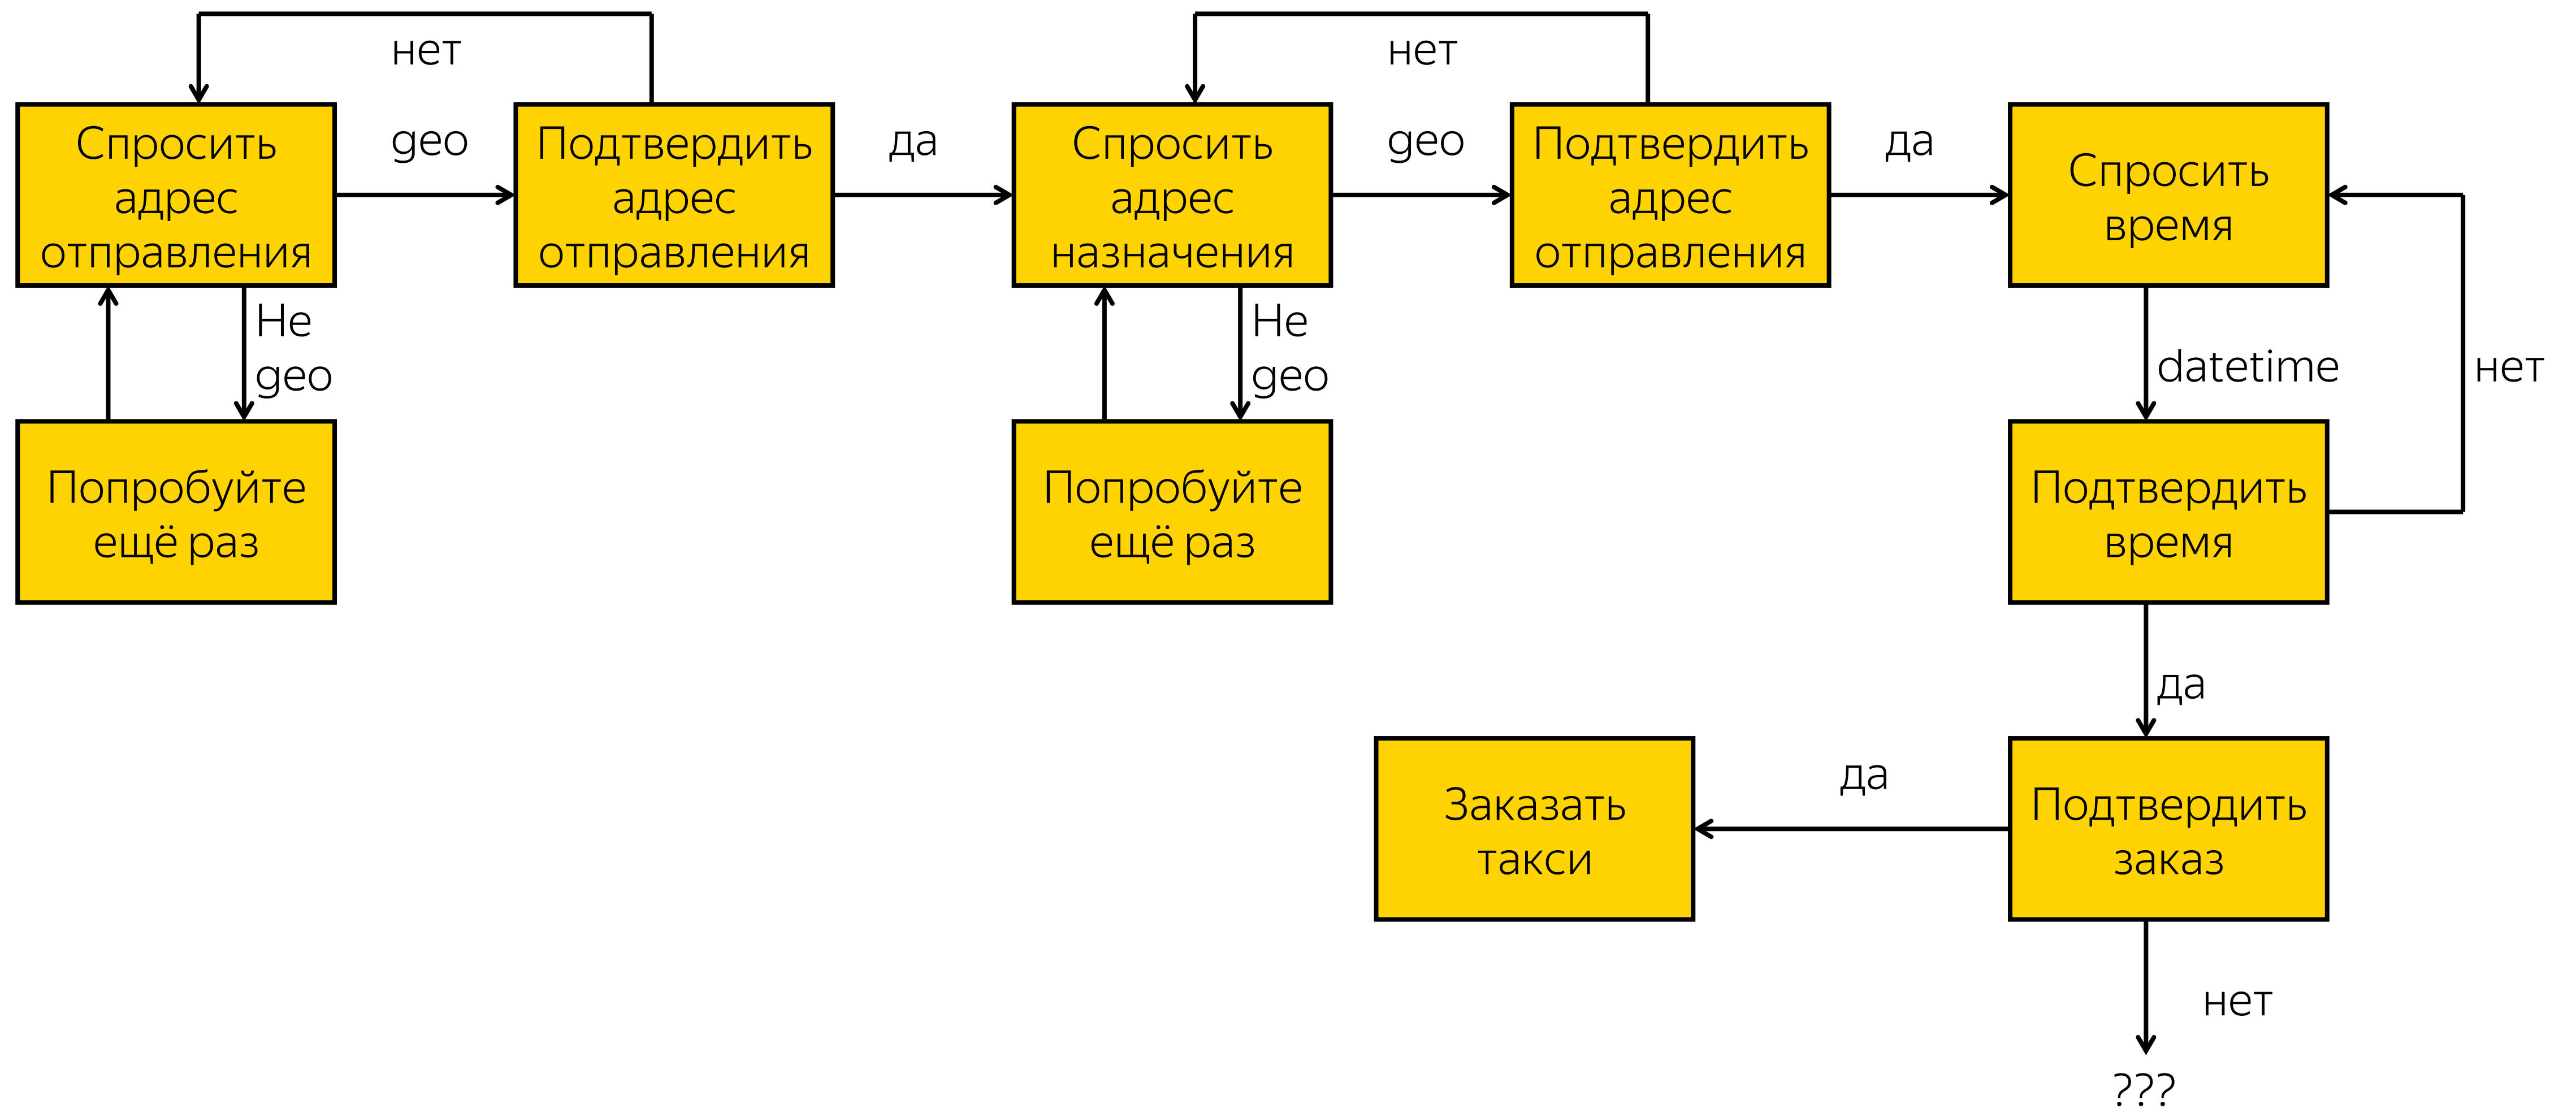 нет
нет
Спросить
адрес
отправления
geo
Подтвердить
адрес
отправления
да
Спросить
адрес
назначения
geo
Подтвердить
адрес
отправления
да
Спросить
время
Не
geo
Не
geo
datetime
нет
Попробуйте
ещё раз
Попробуйте
ещё раз
Подтвердить
время
да
Заказать
такси
да
Подтвердить
заказ
нет
???